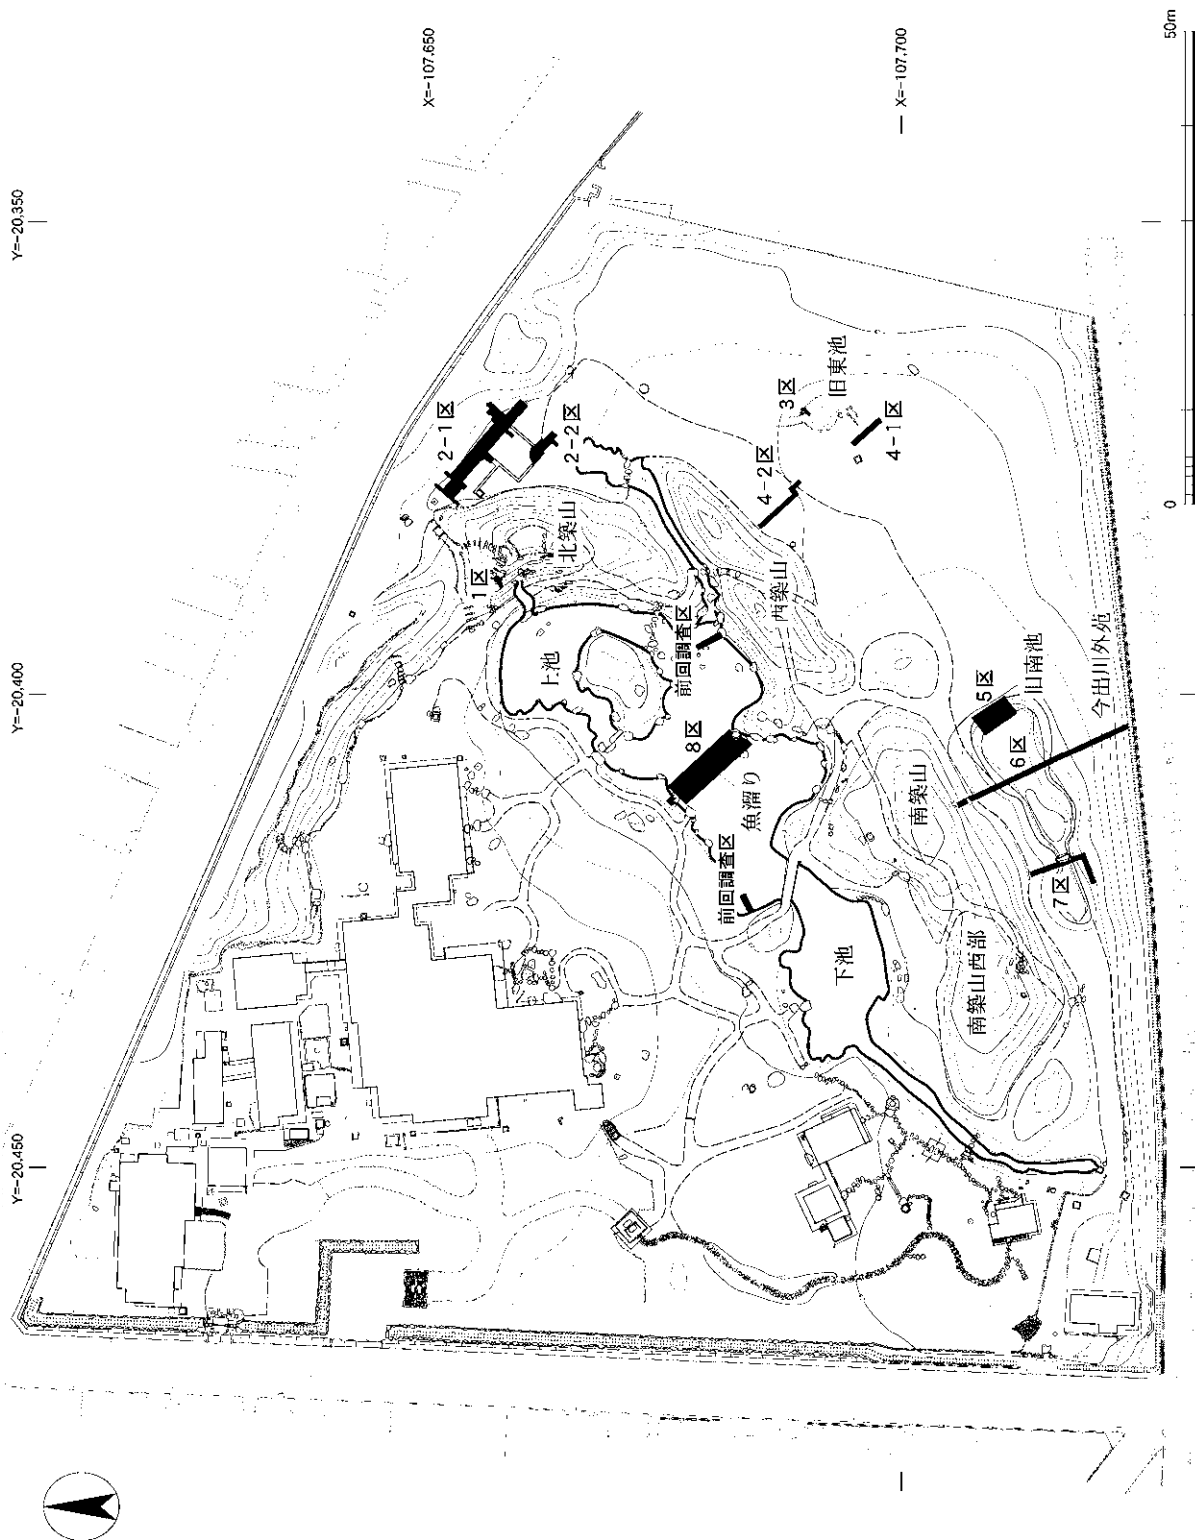 Y=-20,450
Y=-20,400
Y=-20,350
X=-107,650
X=-107,700
2-1区
2-2区
1区
北築山
上池
前回調査区
西築山
3区
旧東池
4-1区
4-2区
8区
魚溜り
前回調査区
下池
南築山
南築山西部
5区
旧南池
6区
7区
今出川外苑
0
50m